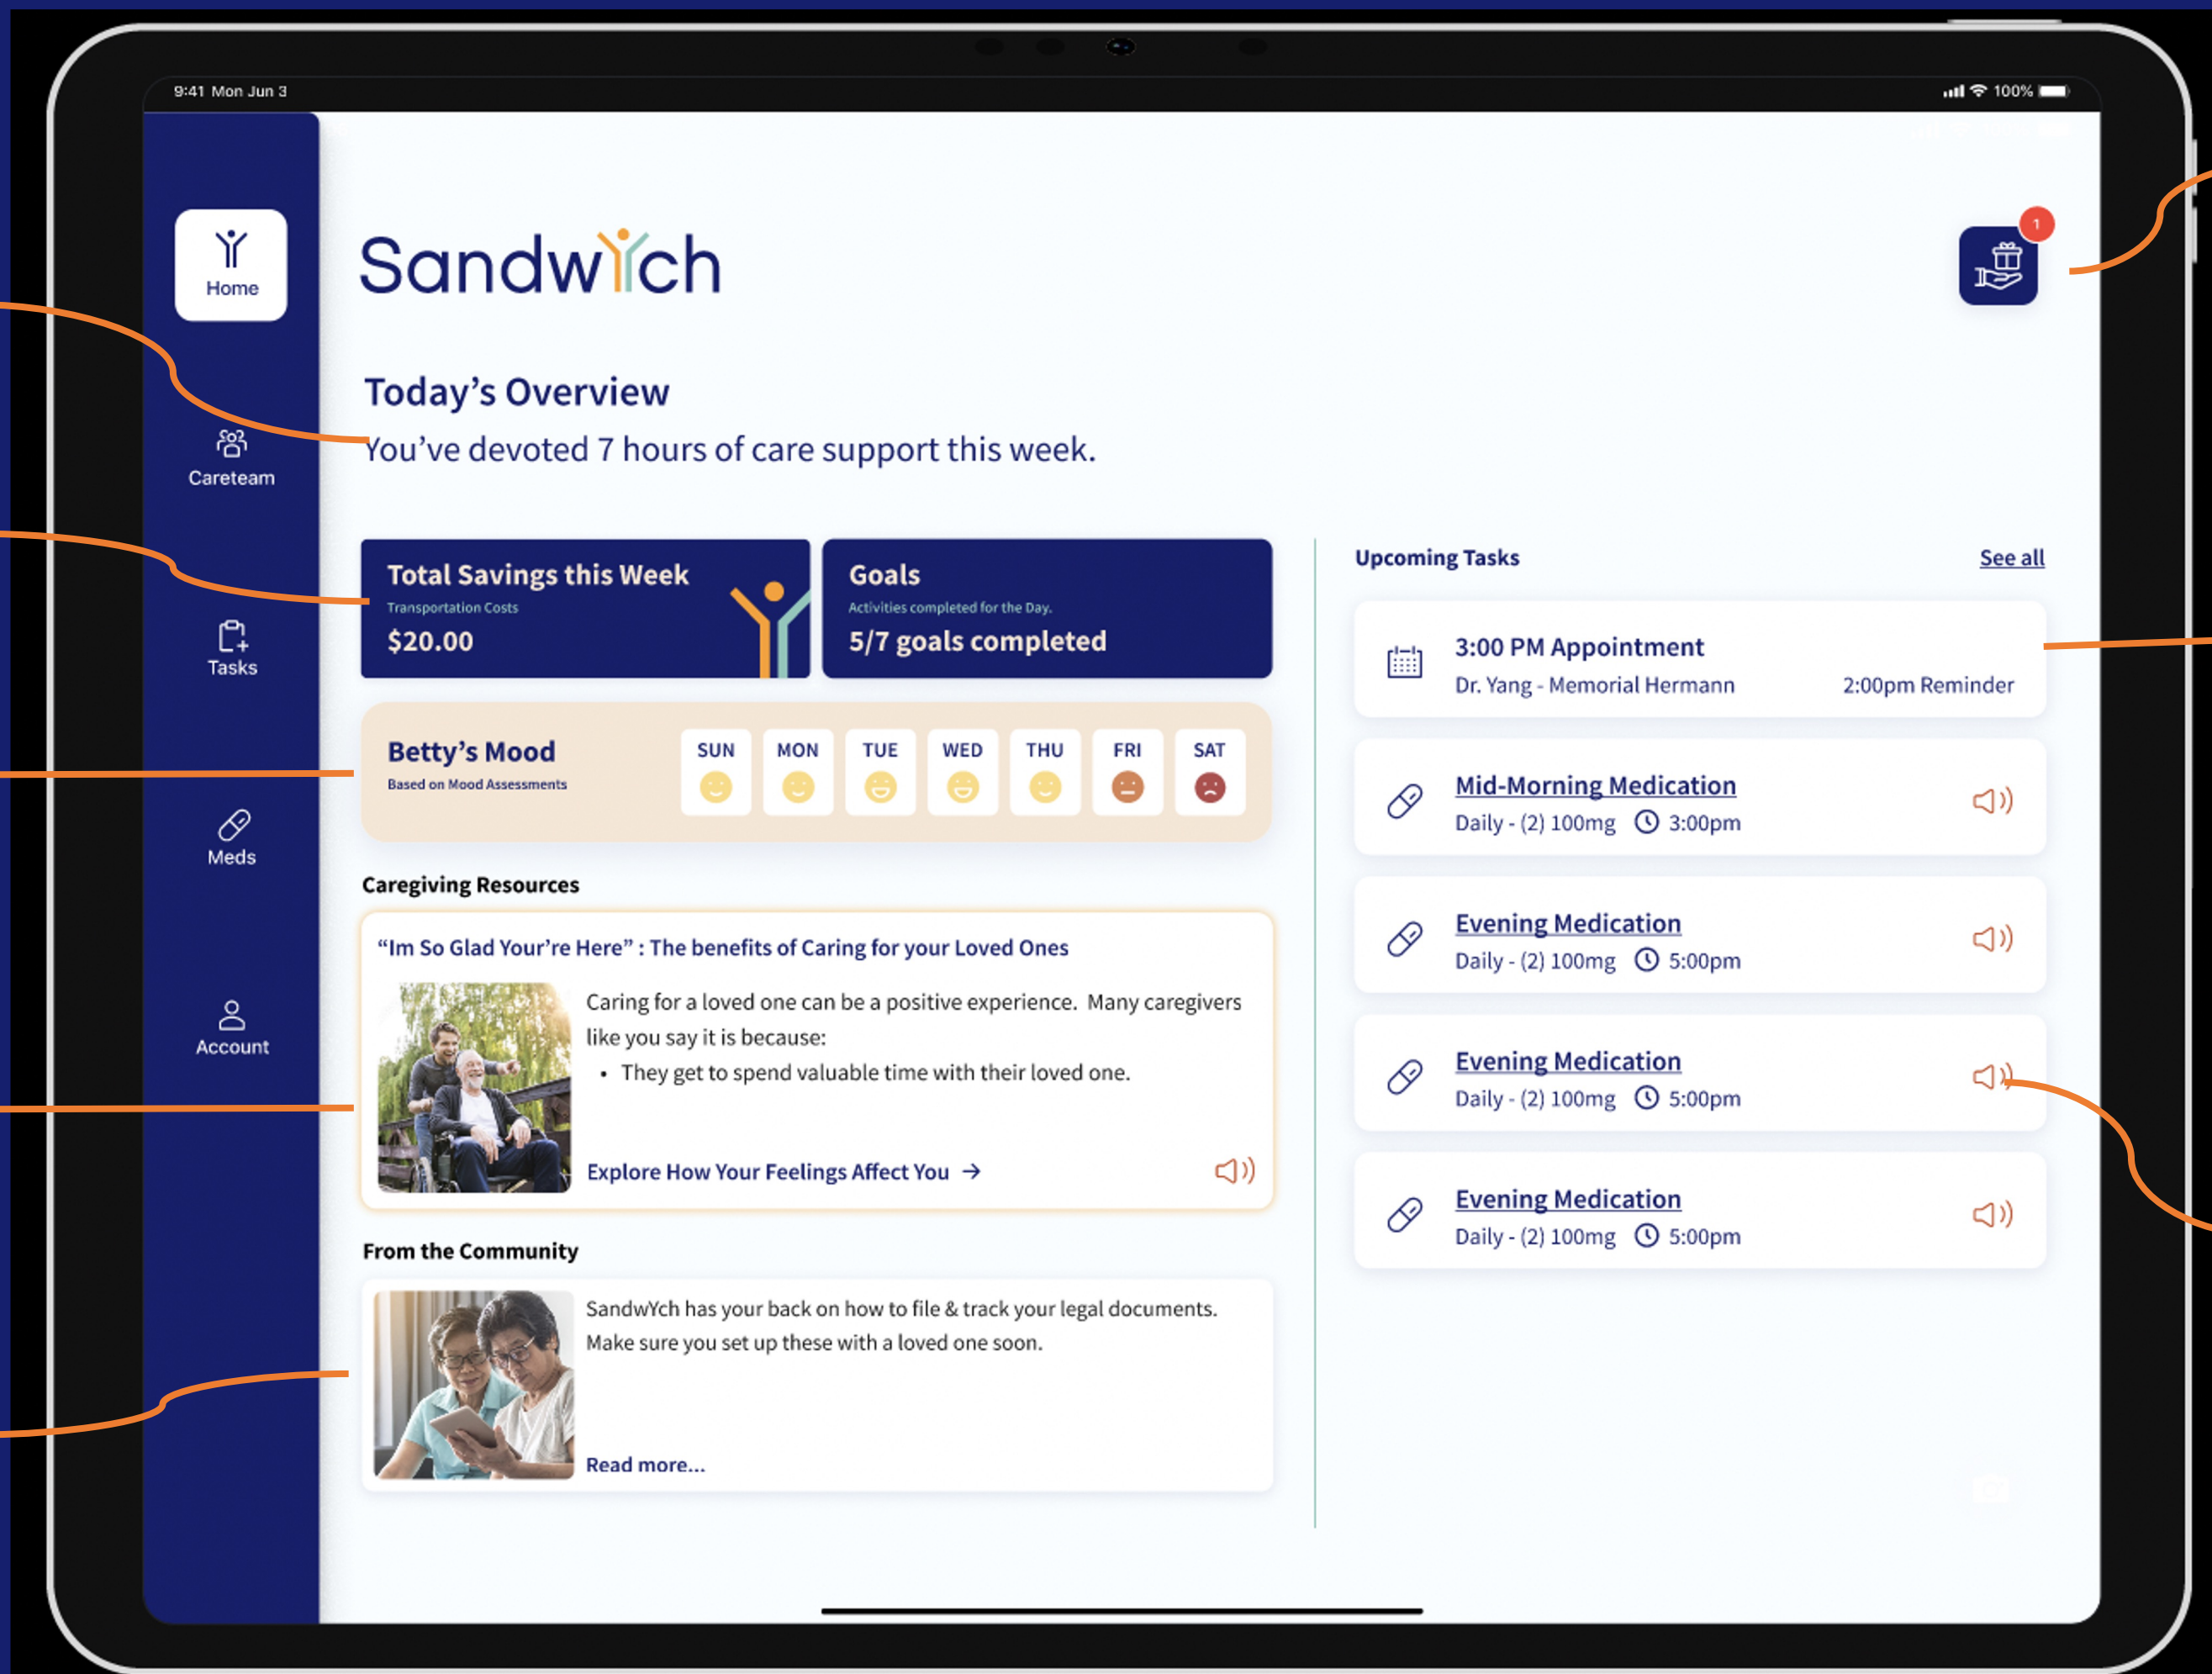 9:41 Mon Jun 3
100%
Home
Careteam
Tasks
Meds
Account
SandwYch
1
Today's Overview
You've devoted 7 hours of care support this week.
Total Savings this Week
Transportation Costs
$20.00
Goals
Activities completed for the Day.
5/7 goals completed
Betty's Mood
Based on Mood Assessments
SUN MON TUE WED THU FRI SAT
Caregiving Resources
“Im So Glad Your’re Here” : The benefits of Caring for your Loved Ones
Caring for a loved one can be a positive experience. Many caregivers
like you say it is because:
• They get to spend valuable time with their loved one.
Explore How Your Feelings Affect You →
From the Community
SandwYch has your back on how to file & track your legal documents.
Make sure you set up these with a loved one soon.
Read more...
Upcoming Tasks
See all
3:00 PM Appointment
Dr. Yang - Memorial Hermann
2:00pm Reminder
Mid-Morning Medication
Daily - (2) 100mg 3:00pm
Evening Medication
Daily - (2) 100mg 5:00pm
Evening Medication
Daily - (2) 100mg 5:00pm
Evening Medication
Daily - (2) 100mg 5:00pm